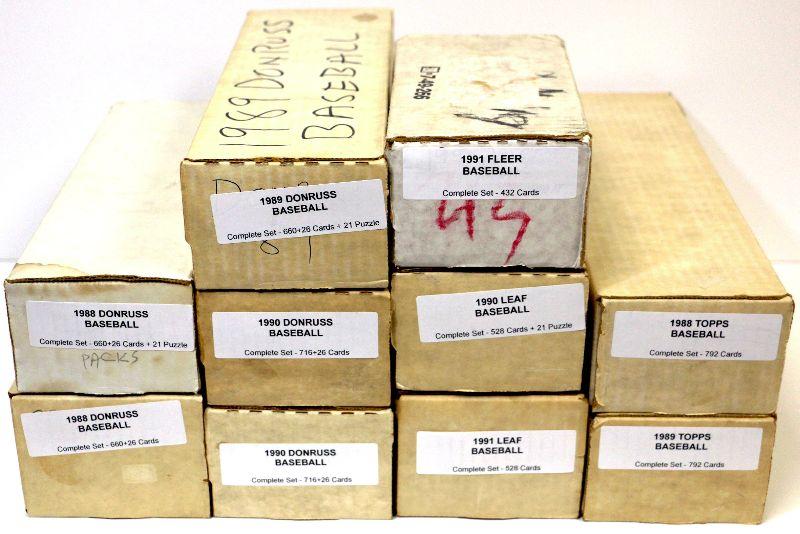 1989 DONRUSS
BASEBALL
7-40-266
1989 DONRUSS
BASEBALL
Complete Set - 660+26 Cards + 21 Puzzle
89
1991 FLEER
BASEBALL
Complete Set - 432 Cards
1988 DONRUSS
BASEBALL
Complete Set - 660+26 Cards + 21 Puzzle
PACKS
1990 DONRUSS
BASEBALL
Complete Set - 716+26 Cards
1990 LEAF
BASEBALL
Complete Set - 528 Cards + 21 Puzzle
1988 TOPPS
BASEBALL
Complete Set - 792 Cards
1988 DONRUSS
BASEBALL
Complete Set - 660+26 Cards
1990 DONRUSS
BASEBALL
Complete Set - 716+26 Cards
1991 LEAF
BASEBALL
Complete Set - 528 Cards
1989 TOPPS
BASEBALL
Complete Set - 792 Cards